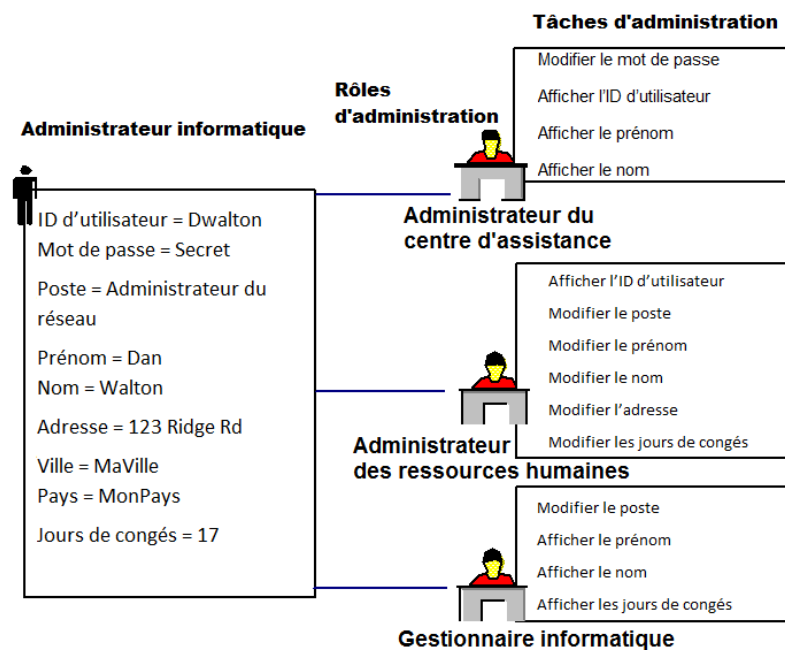 Tâches d'administration
Modifier le mot de passe
Afficher l'ID d'utilisateur
Afficher le prénom
Afficher le nom
Rôles
d'administration
Administrateur du
centre d'assistance
Administrateur informatique
ID d'utilisateur = Dwalton
Mot de passe = Secret
Poste = Administrateur du
réseau
Prénom = Dan
Nom = Walton
Adresse = 123 Ridge Rd
Ville = MaVille
Pays = MonPays
Jours de congés = 17
Afficher l'ID d'utilisateur
Modifier le poste
Modifier le prénom
Modifier le nom
Modifier l'adresse
Modifier les jours de congés
Administrateur
des ressources humaines
Modifier le poste
Afficher le prénom
Afficher le nom
Afficher les jours de congés
Gestionnaire informatique